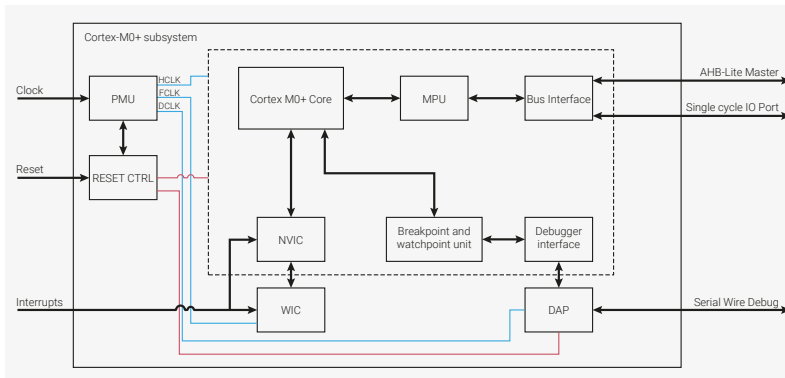 Cortex-M0+ subsystem
Clock
PMU
HCLK
FCLK
DCLK
Cortex M0+ Core
MPU
Bus Interface
AHB-Lite Master
Single cycle IO Port
Reset
RESET CTRL
NVIC
Breakpoint and
watchpoint unit
Debugger
interface
Interrupts
WIC
DAP
Serial Wire Debug